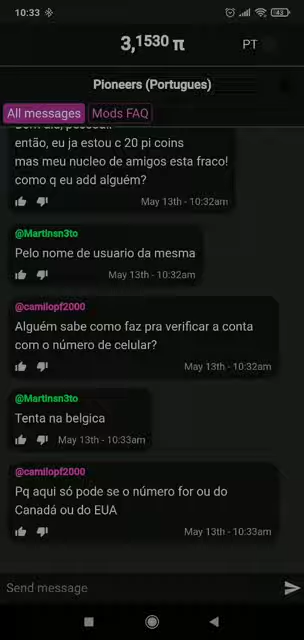 10:33
43
3,1530 π
PT
Pioneers (Portugues)
All messages Mods FAQ
então, eu ja estou c 20 pi coins
mas meu nucleo de amigos esta fraco!
como q eu add alguém?
May 13th - 10:32am
@Martinsn3to
Pelo nome de usuario da mesma
May 13th - 10:32am
@camilopf2000
Alguém sabe como faz pra verificar a conta
com o número de celular?
May 13th - 10:32am
@Martinsn3to
Tenta na belgica
May 13th - 10:33am
@camilopf2000
Pq aqui só pode se o número for ou do
Canadá ou do EUA
May 13th - 10:33am
Send message